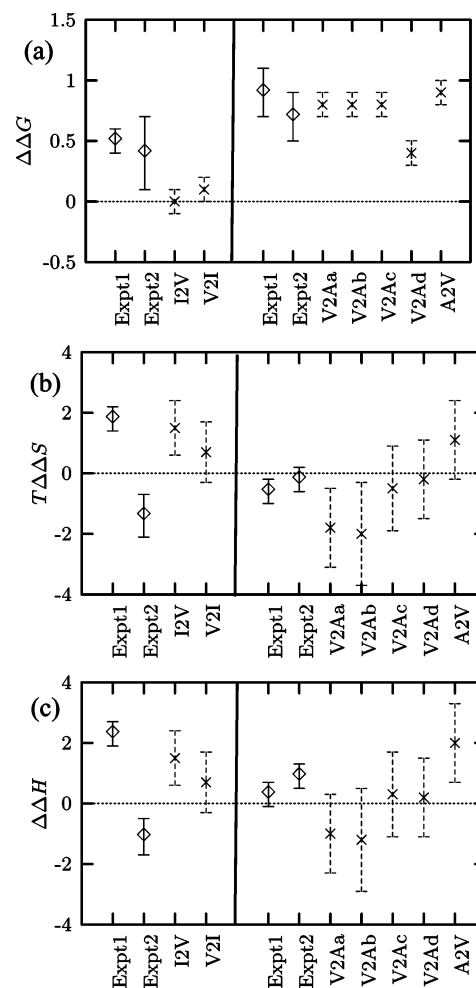 (a)
ΔΔG
1.5
1
0.5
0
-0.5
Expt1
Expt2
I2V
V2I
Expt1
Expt2
V2Aa
V2Ab
V2Ac
V2Ad
A2V
(b)
TΔΔS
4
2
0
-2
-4
Expt1
Expt2
I2V
V2I
Expt1
Expt2
V2Aa
V2Ab
V2Ac
V2Ad
A2V
(c)
ΔΔH
4
2
0
-2
-4
Expt1
Expt2
I2V
V2I
Expt1
Expt2
V2Aa
V2Ab
V2Ac
V2Ad
A2V